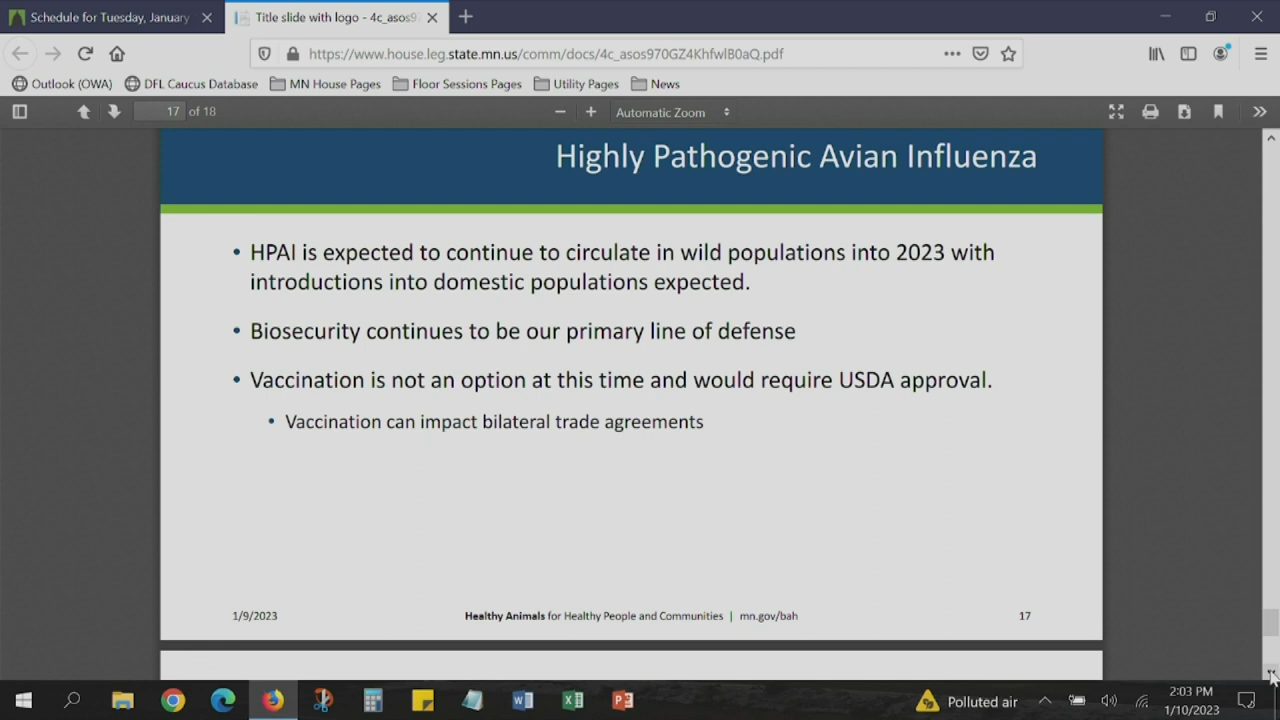 Schedule for Tuesday, January
Title slide with logo - 4c_asos9
https://www.house.leg.state.mn.us/comm/docs/4c_asos970GZ4KhfwlB0aQ.pdf
Outlook (OWA) DFL Caucus Database MN House Pages Floor Sessions Pages Utility Pages News
17 of 18 Automatic Zoom
Highly Pathogenic Avian Influenza
• HPAI is expected to continue to circulate in wild populations into 2023 with
introductions into domestic populations expected.
• Biosecurity continues to be our primary line of defense
• Vaccination is not an option at this time and would require USDA approval.
• Vaccination can impact bilateral trade agreements
1/9/2023 Healthy Animals for Healthy People and Communities | mn.gov/bah 17
Polluted air
2:03 PM
1/10/2023